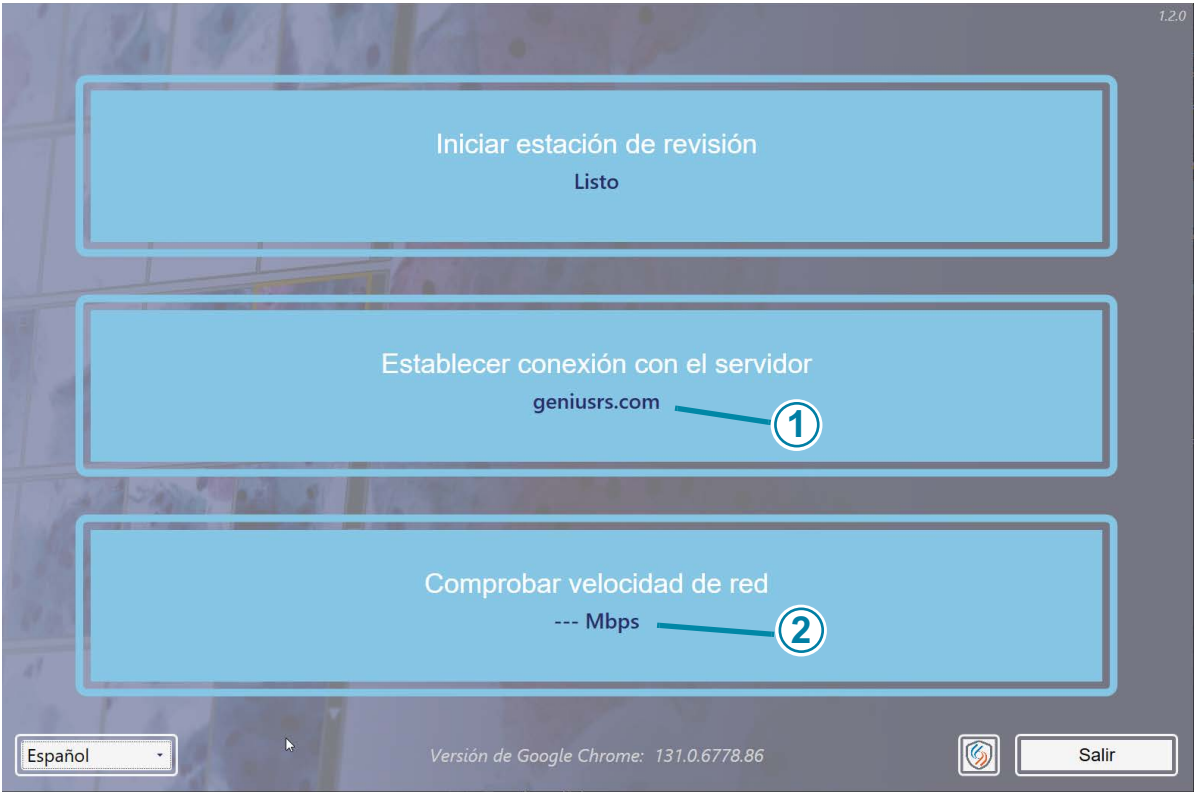 1.2.0
Iniciar estación de revisión
Listo
Establecer conexión con el servidor
geniusrs.com
1
Comprobar velocidad de red
--- Mbps
2
Español
Versión de Google Chrome: 131.0.6778.86
Salir